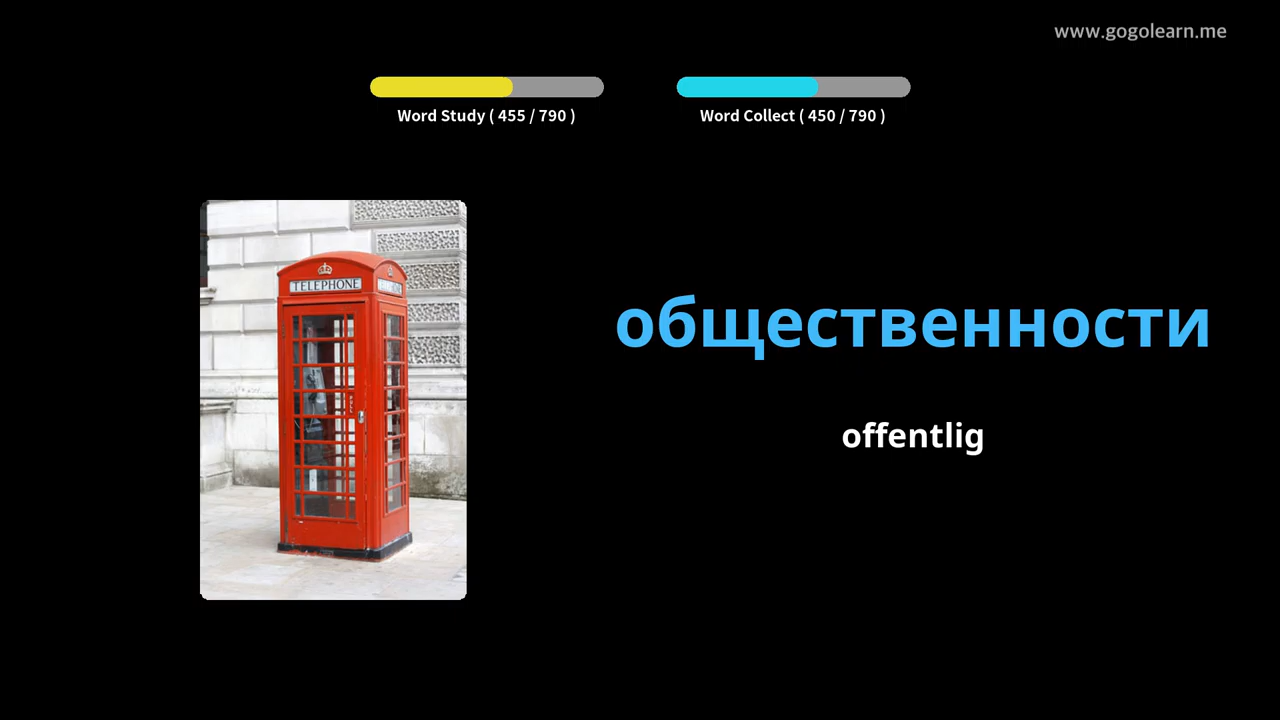 www.gogolearn.me
Word Study ( 455 / 790 )
Word Collect ( 450 / 790 )
TELEPHONE
общественности
offentlig